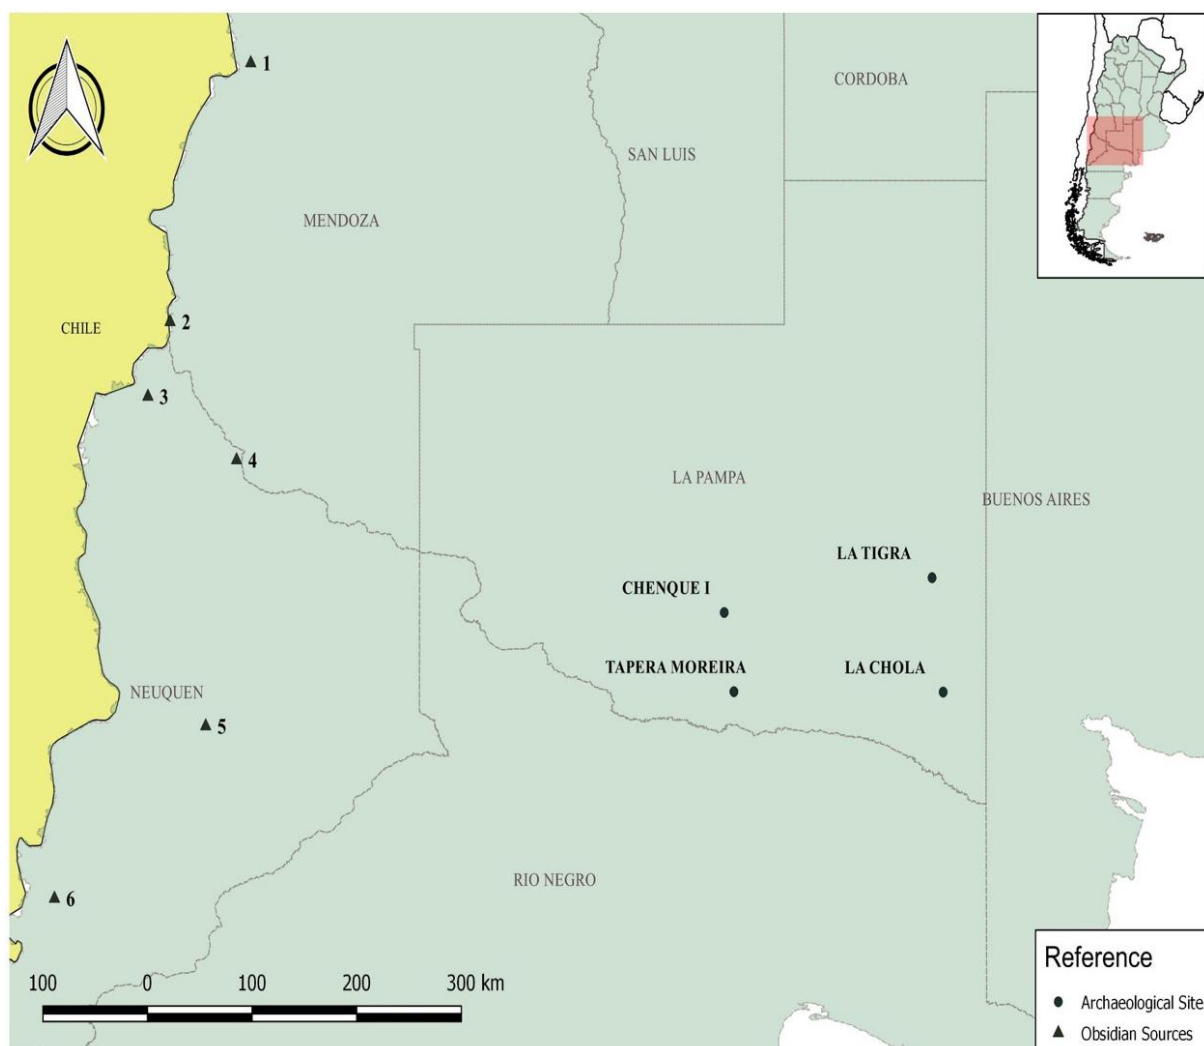 1
CORDOBA
SAN LUIS
MENDOZA
CHILE
2
3
4
LA PAMPA
BUENOS AIRES
LA TIGRA
CHENQUE I
TAPERA MOREIRA
LA CHOLA
NEUQUEN
5
RIO NEGRO
6
100 0 100 200 300 km
Reference
Archaeological Site
Obsidian Sources